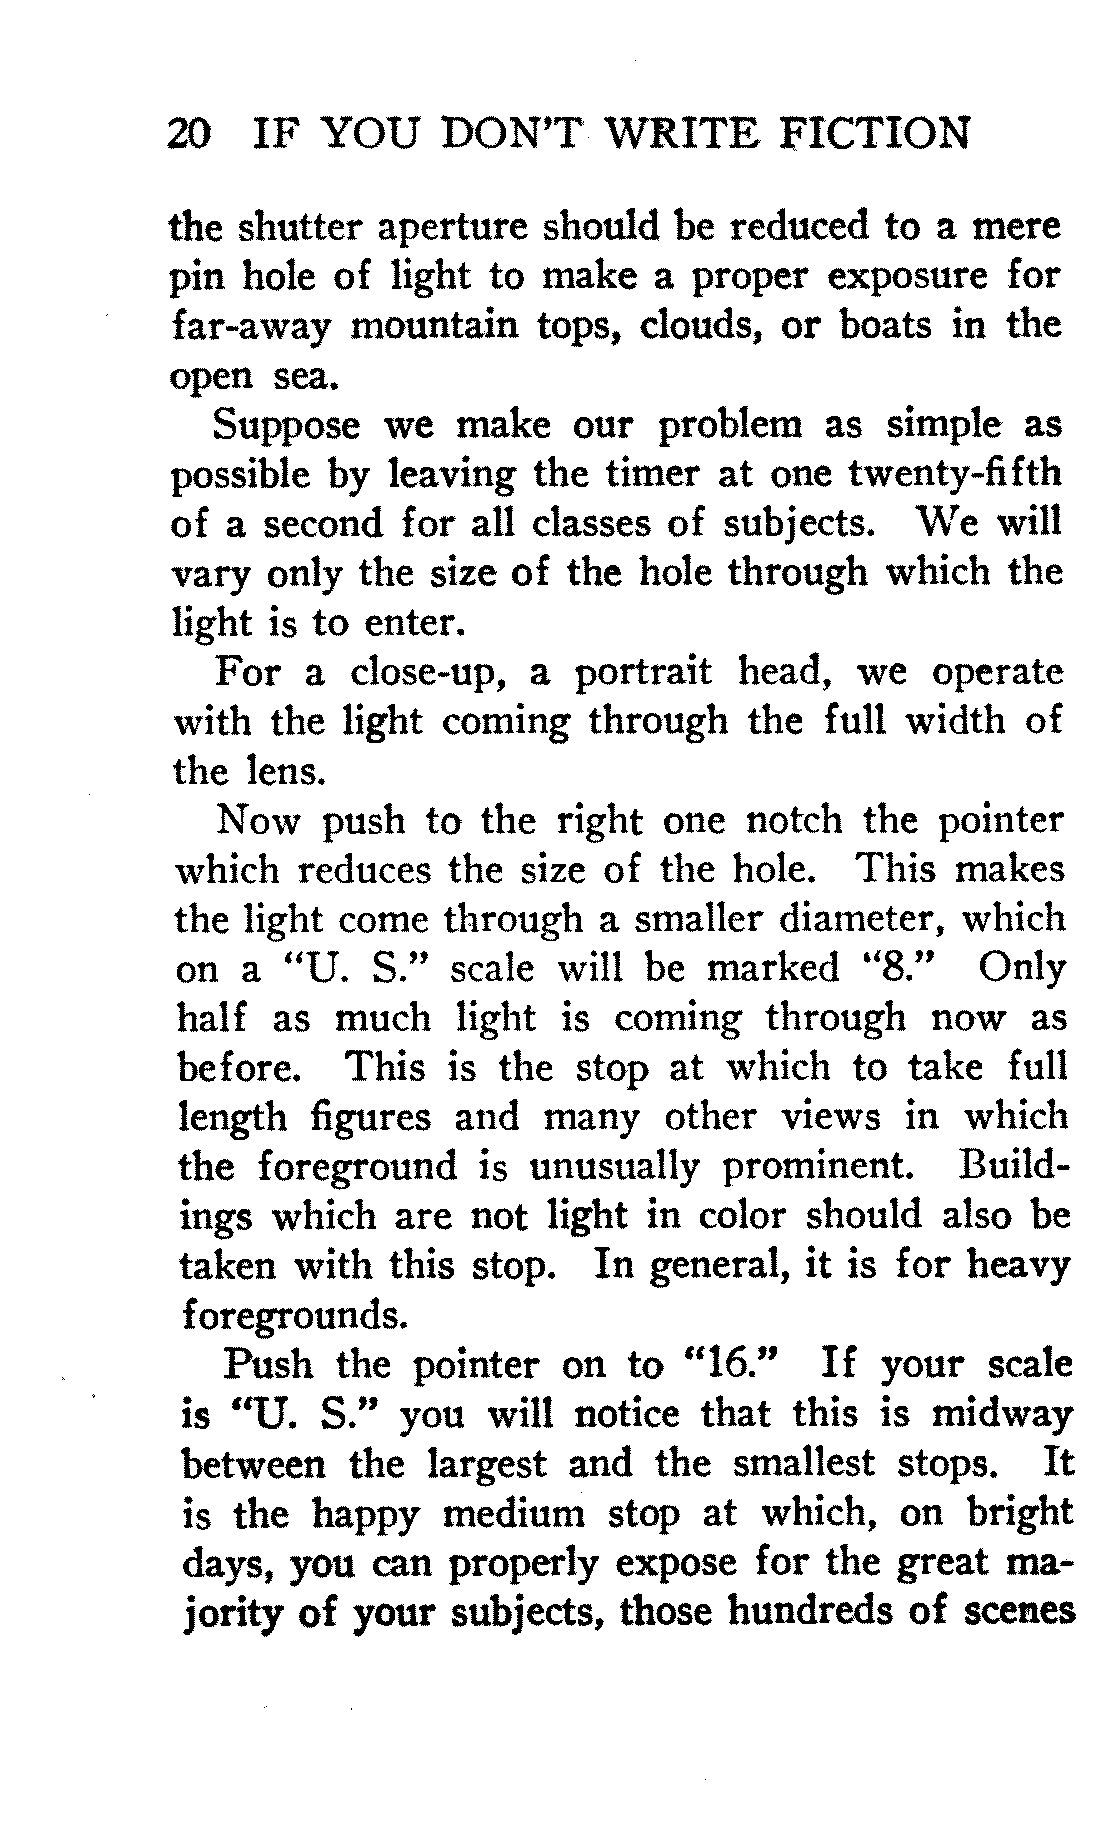 20 IF YOU DON'T WRITE FICTION
the shutter aperture should be reduced to a mere
pin hole of light to make a proper exposure for
far-away mountain tops, clouds, or boats in the
open sea.
Suppose we make our problem as simple as
possible by leaving the timer at one twenty-fifth
of a second for all classes of subjects. We will
vary only the size of the hole through which the
light is to enter.
For a close-up, a portrait head, we operate
with the light coming through the full width of
the lens.
Now push to the right one notch the pointer
which reduces the size of the hole. This makes
the light come through a smaller diameter, which
on a “U. S.” scale will be marked “8.” Only
half as much light is coming through now as
before. This is the stop at which to take full
length figures and many other views in which
the foreground is unusually prominent. Build-
ings which are not light in color should also be
taken with this stop. In general, it is for heavy
foregrounds.
Push the pointer on to “16.” If your scale
is “U. S.” you will notice that this is midway
between the largest and the smallest stops. It
is the happy medium stop at which, on bright
days, you can properly expose for the great ma-
jority of your subjects, those hundreds of scenes